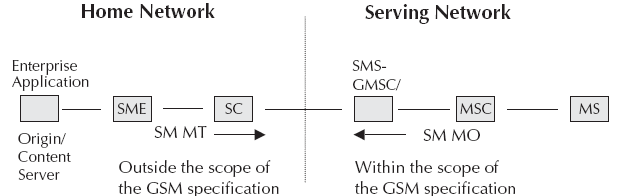 Home Network
Serving Network
Enterprise
Application
SMS-
GMSC/
SME
SC
MSC
MS
SM MT
SM MO
Origin/
Content
Server
Outside the scope of
the GSM specification
Within the scope of
the GSM specification